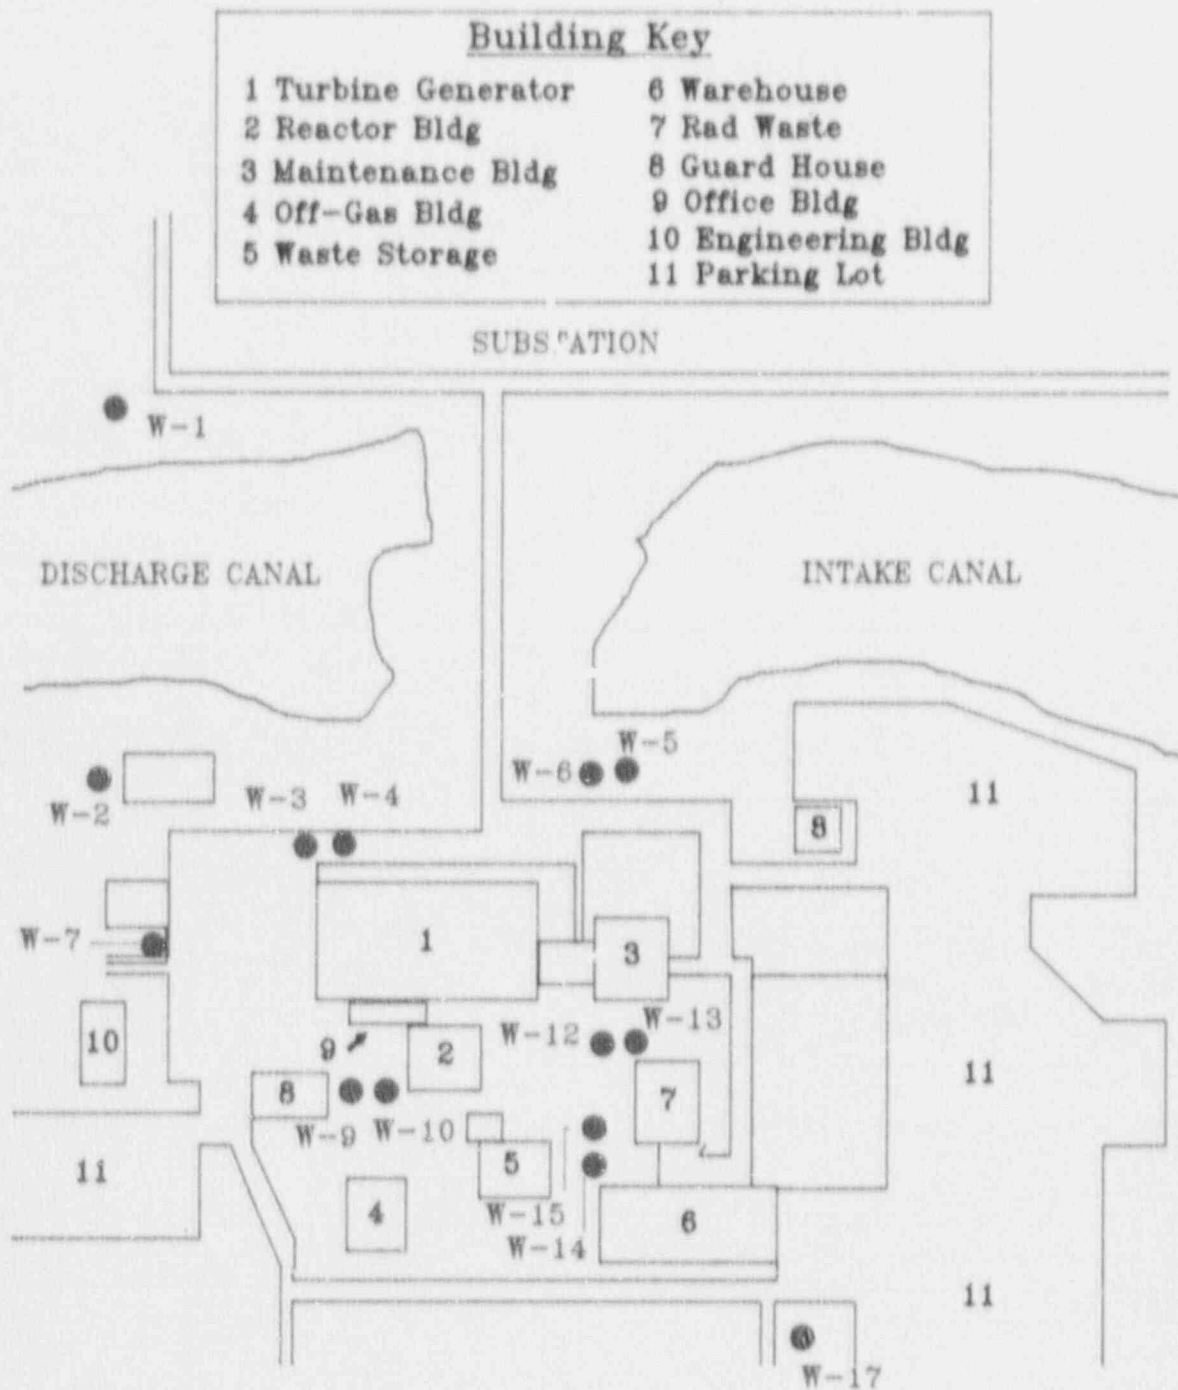 Building Key
1 Turbine Generator
2 Reactor Bldg
3 Maintenance Bldg
4 Off-Gas Bldg
5 Waste Storage
6 Warehouse
7 Rad Waste
8 Guard House
9 Office Bldg
10 Engineering Bldg
11 Parking Lot
W-1
DISCHARGE CANAL
INTAKE CANAL
W-5
W-6
W-2
W-3
W-4
11
8
W-7
1
3
W-12
W-13
10
9
2
8
7
11
W-9
W-10
11
5
4
W-15
6
W-14
11
W-17